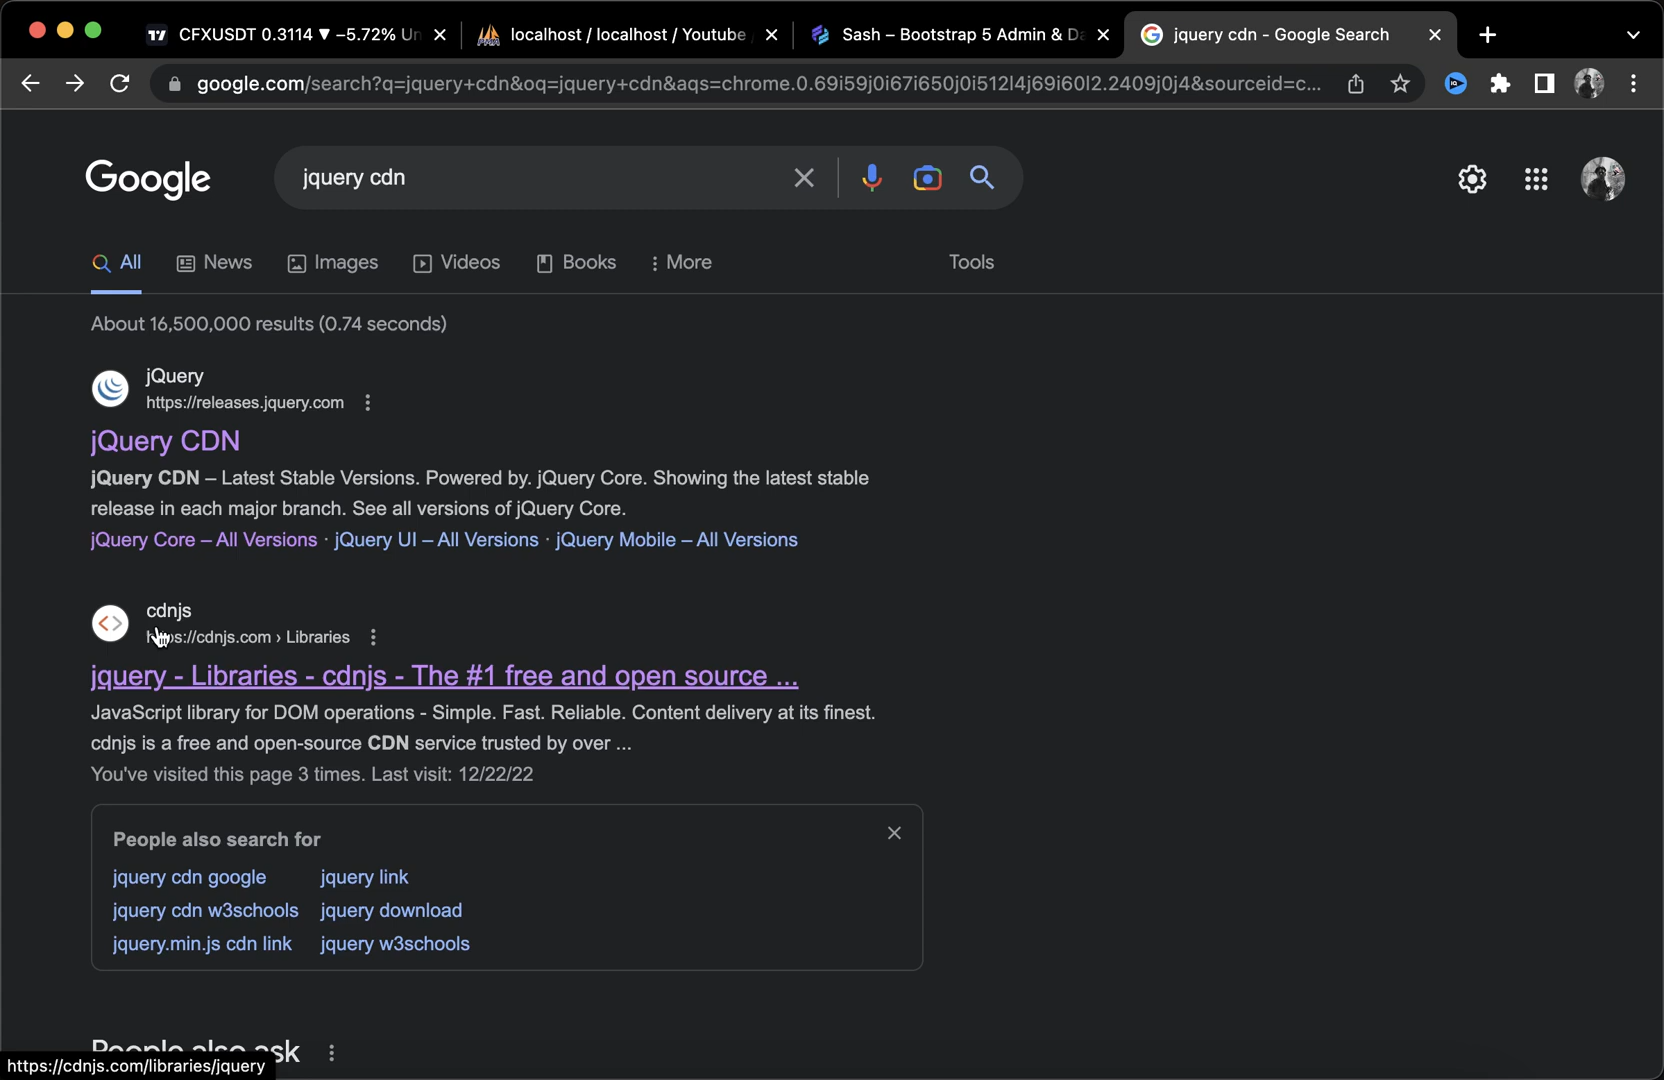 CFXUSDT 0.3114 ▼ −5.72% Un
localhost / localhost / Youtube
Sash – Bootstrap 5 Admin & Da
jquery cdn - Google Search
google.com/search?q=jquery+cdn&oq=jquery+cdn&aqs=chrome.0.69i59j0i67i650j0i512l4j69i60l2.2409j0j4&sourceid=c...
Google
jquery cdn
All
News
Images
Videos
Books
More
Tools
About 16,500,000 results (0.74 seconds)
jQuery
https://releases.jquery.com
jQuery CDN
jQuery CDN – Latest Stable Versions. Powered by. jQuery Core. Showing the latest stable
release in each major branch. See all versions of jQuery Core.
jQuery Core – All Versions · jQuery UI – All Versions · jQuery Mobile – All Versions
cdnjs
https://cdnjs.com › Libraries
jquery - Libraries - cdnjs - The #1 free and open source ...
JavaScript library for DOM operations - Simple. Fast. Reliable. Content delivery at its finest.
cdnjs is a free and open-source CDN service trusted by over ...
You've visited this page 3 times. Last visit: 12/22/22
People also search for
jquery cdn google
jquery link
jquery cdn w3schools
jquery download
jquery.min.js cdn link
jquery w3schools
People also ask
https://cdnjs.com/libraries/jquery